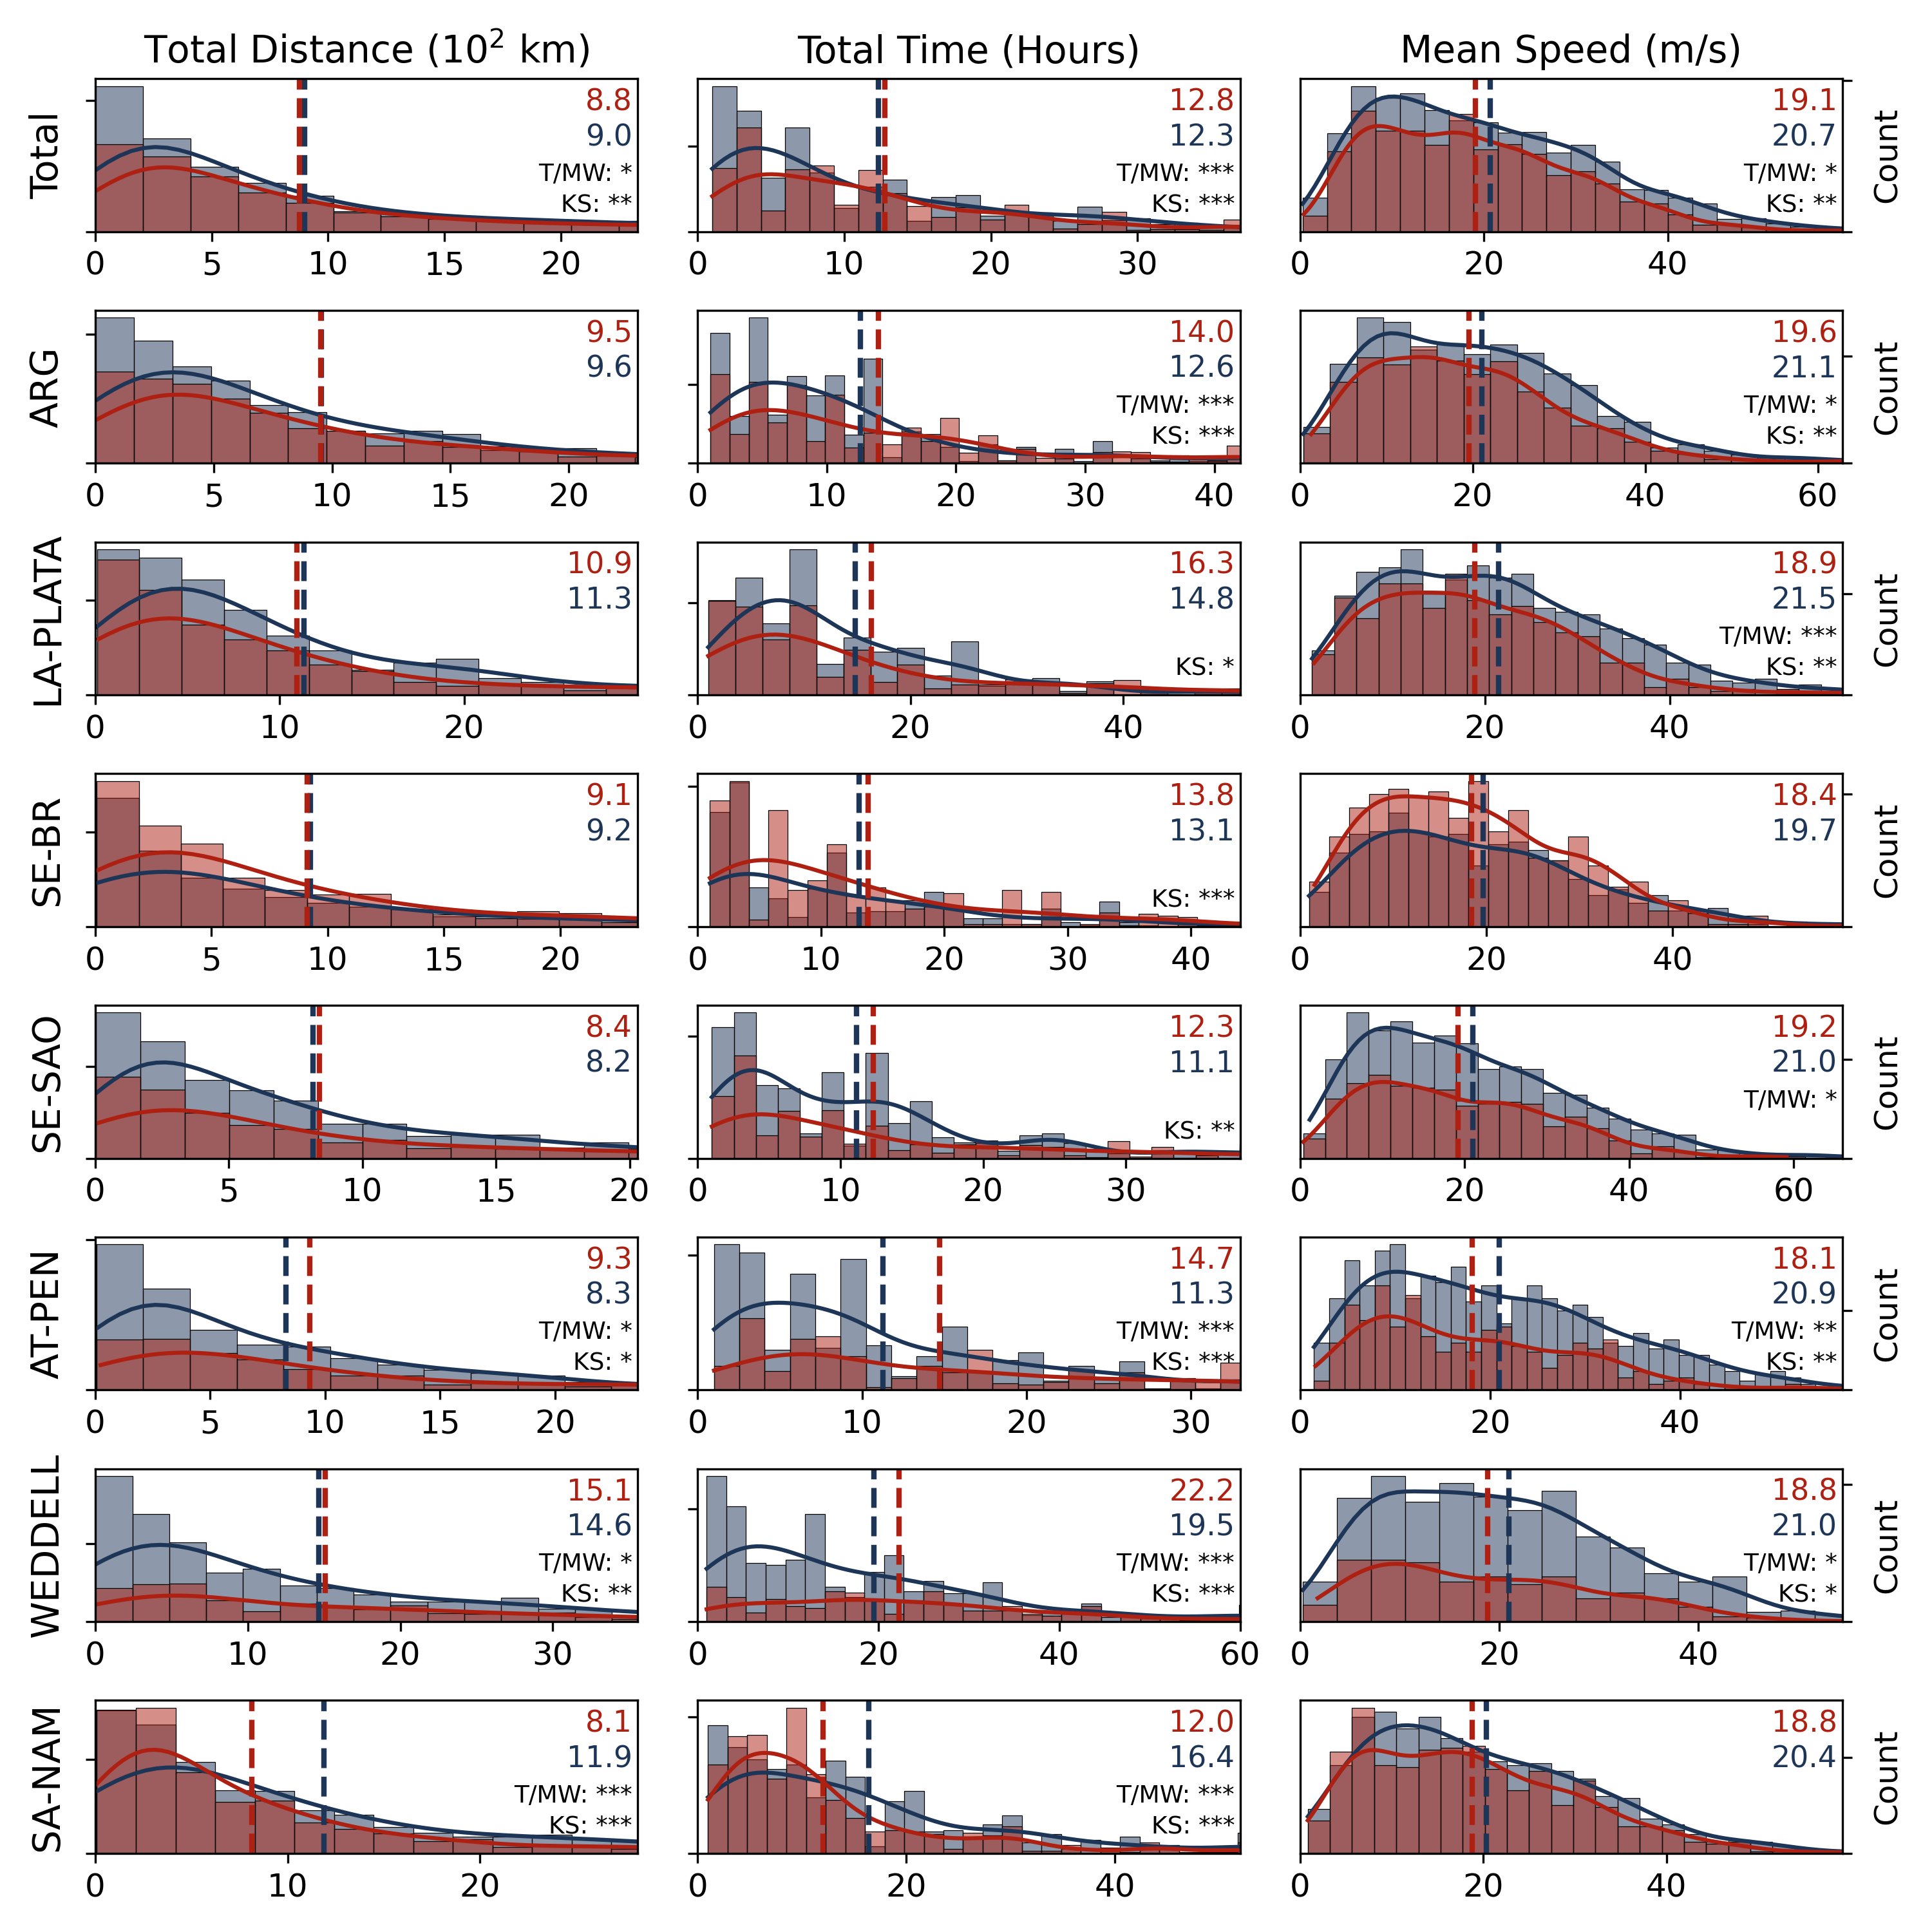 Total Distance (10² km) Total Time (Hours) Mean Speed (m/s)
Total
8.8
9.0
T/MW: *
KS: **
0 5 10 15 20
12.8
12.3
T/MW: ***
KS: ***
0 10 20 30
19.1
20.7
T/MW: *
KS: **
0 20 40
Count
ARG
9.5
9.6
0 5 10 15 20
14.0
12.6
T/MW: ***
KS: ***
0 10 20 30 40
19.6
21.1
T/MW: *
KS: **
0 20 40 60
Count
LA-PLATA
10.9
11.3
0 10 20
16.3
14.8
KS: *
0 20 40
18.9
21.5
T/MW: ***
KS: **
0 20 40
Count
SE-BR
9.1
9.2
0 5 10 15 20
13.8
13.1
KS: ***
0 10 20 30 40
18.4
19.7
0 20 40
Count
SE-SAO
8.4
8.2
0 5 10 15 20
12.3
11.1
KS: **
0 10 20 30
19.2
21.0
T/MW: *
0 20 40 60
Count
AT-PEN
9.3
8.3
T/MW: *
KS: *
0 5 10 15 20
14.7
11.3
T/MW: ***
KS: ***
0 10 20 30
18.1
20.9
T/MW: **
KS: **
0 20 40
Count
WEDDELL
15.1
14.6
T/MW: *
KS: **
0 10 20 30
22.2
19.5
T/MW: ***
KS: ***
0 20 40 60
18.8
21.0
T/MW: *
KS: *
0 20 40
Count
SA-NAM
8.1
11.9
T/MW: ***
KS: ***
0 10 20
12.0
16.4
T/MW: ***
KS: ***
0 20 40
18.8
20.4
0 20 40
Count